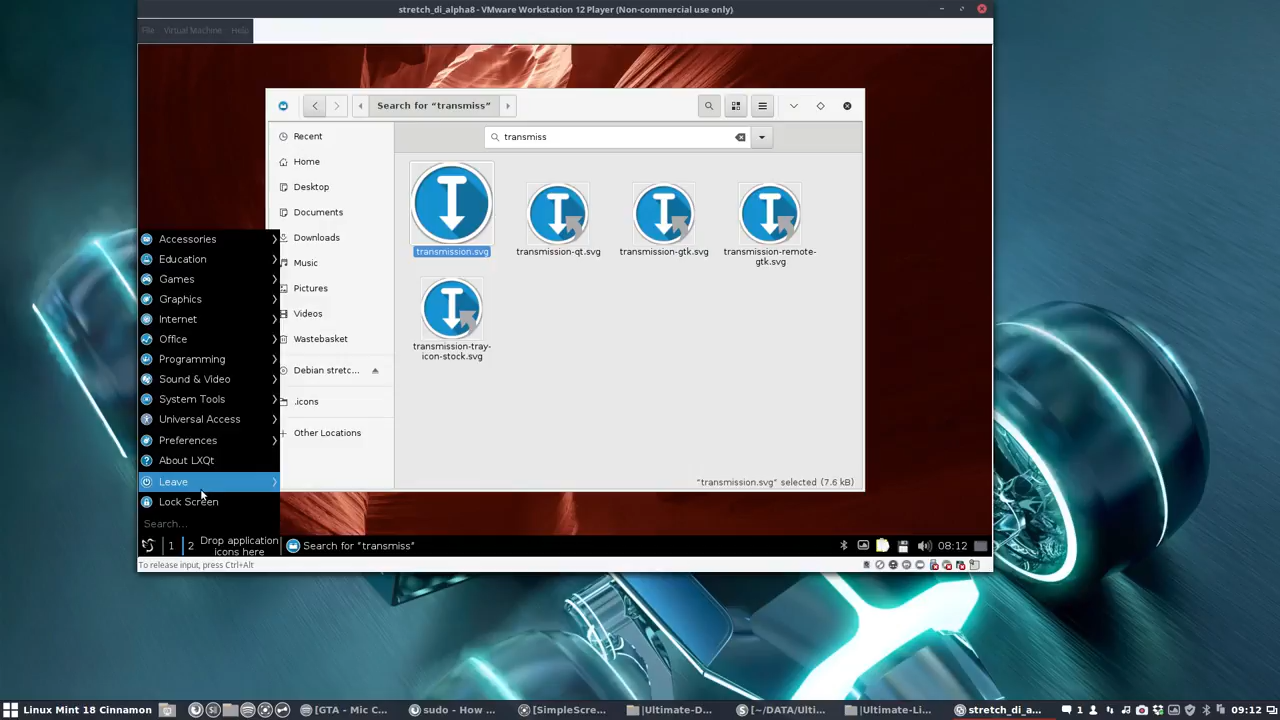 stretch_di_alpha8 - VMware Workstation 12 Player (Non-commercial use only)
File Virtual Machine Help
Search for “transmiss”
transmiss
Recent
Home
Desktop
Documents
Downloads
Music
Pictures
Videos
Wastebasket
Debian stretc...
.icons
Other Locations
transmission.svg
transmission-qt.svg
transmission-gtk.svg
transmission-remote-
gtk.svg
transmission-tray-
icon-stock.svg
"transmission.svg" selected (7.6 kB)
Accessories
Education
Games
Graphics
Internet
Office
Programming
Sound & Video
System Tools
Universal Access
Preferences
About LXQt
Leave
Lock Screen
Search...
1 2 Drop application
icons here
Search for "transmiss"
08:12
To release input, press Ctrl+Alt
Linux Mint 18 Cinnamon
[GTA - Mic C...
sudo - How ...
[SimpleScre...
|Ultimate-D...
[~/DATA/Ulti...
|Ultimate-Li...
stretch_di_a...
1
09:12